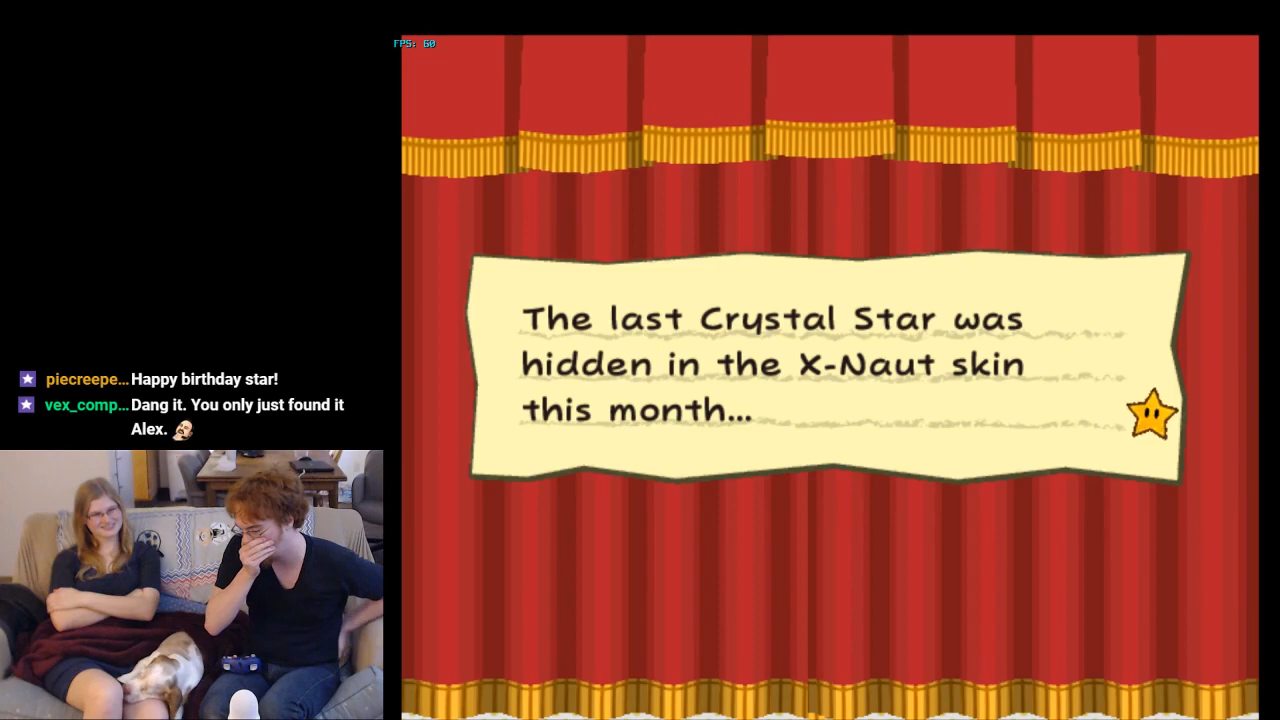 FPS: 60
The last Crystal Star was
hidden in the X-Naut skin
this month...
piecreepe... Happy birthday star!
vex_comp... Dang it. You only just found it
Alex.